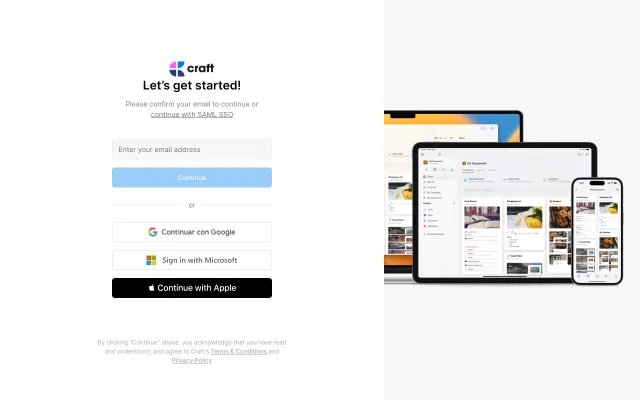 craft
Let's get started!
Please confirm your email to continue or
continue with SAML SSO
Enter your email address
Continue
or
Continuar con Google
Sign in with Microsoft
Continue with Apple
By clicking "Continue" above, you acknowledge that you have read
and understood, and agree to Craft's Terms & Conditions and
Privacy Policy
My Documents